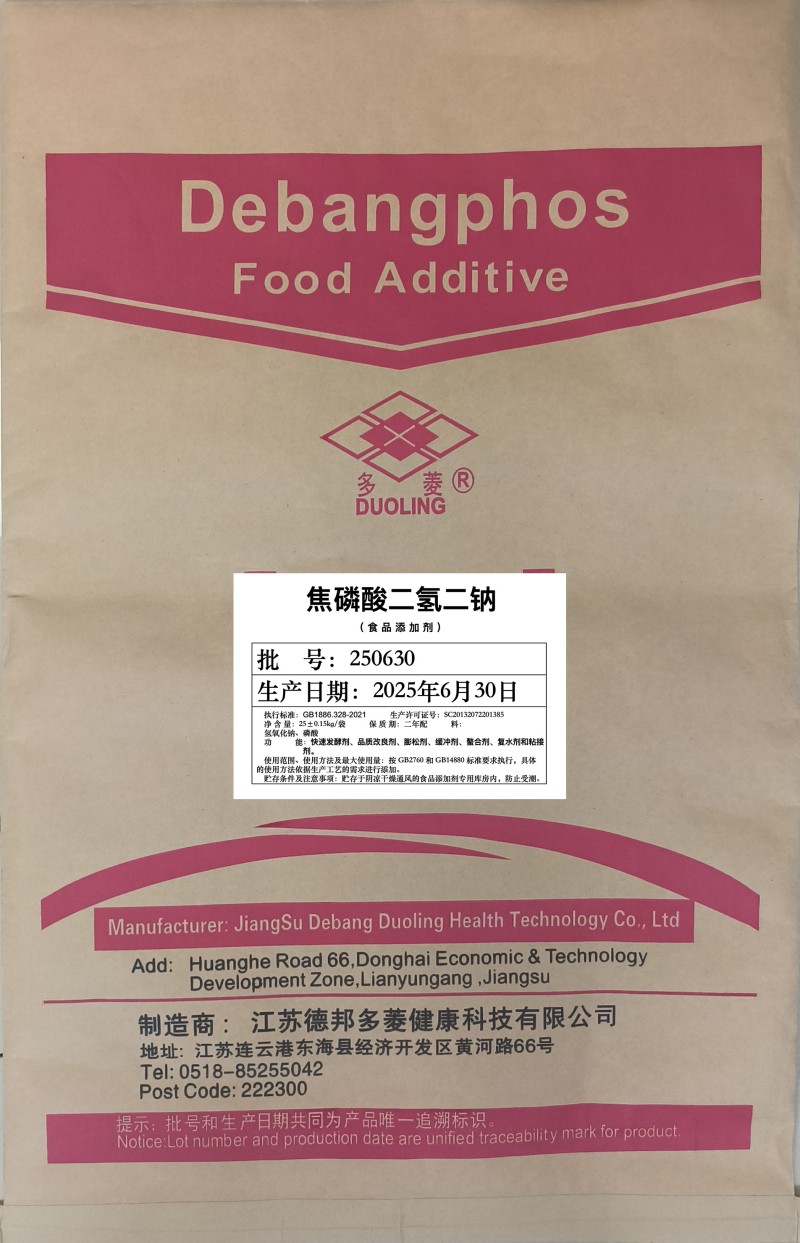 Debangphos
Food Additive
多 菱 ®
DUOLING
焦磷酸二氢二钠
（食品添加剂）
批 号：250630
生产日期：2025年6月30日
执行标准：GB1886.328-2021 生产许可证号：SC20132072201385
净 含 量：25±0.15kg/袋 保 质 期：二年配 料：
氢氧化钠、磷酸
功 能：快速发酵剂、品质改良剂、膨松剂、缓冲剂、螯合剂、复水剂和粘接
剂。
使用范围、使用方法及最大使用量：按 GB2760 和 GB14880 标准要求执行，具体
的使用方法依据生产工艺的需求进行添加。
贮存条件及注意事项：贮存于阴凉干燥通风的食品添加剂专用库房内，防止受潮。
Manufacturer: JiangSu Debang Duoling Health Technology Co., Ltd
Add: Huanghe Road 66,Donghai Economic & Technology
Development Zone,Lianyungang ,Jiangsu
制造商：江苏德邦多菱健康科技有限公司
地址：江苏连云港东海县经济开发区黄河路66号
Tel: 0518-85255042
Post Code: 222300
提示：批号和生产日期共同为产品唯一追溯标识。
Notice:Lot number and production date are unified traceability mark for product.